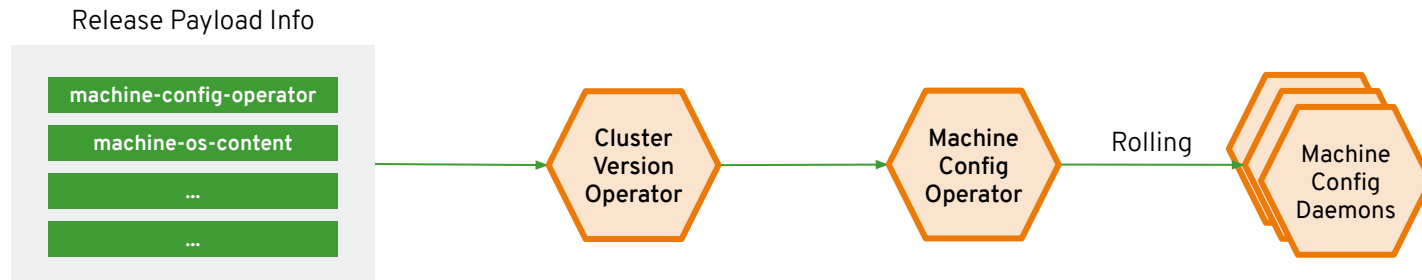 Release Payload Info
machine-config-operator
machine-os-content
...
...
Cluster
Version
Operator
Machine
Config
Operator
Rolling
Machine
Config
Daemons